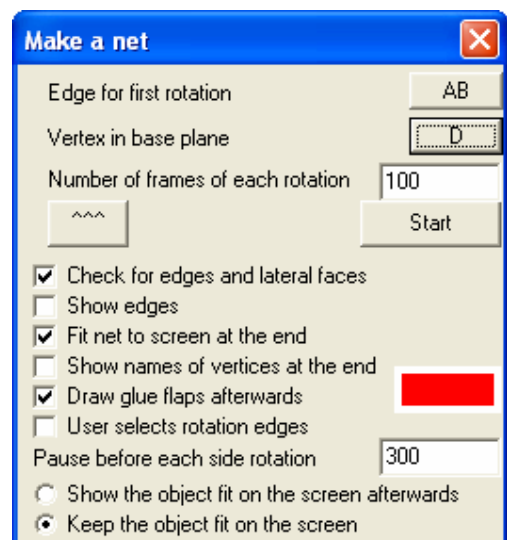 Make a net
Edge for first rotation AB
Vertex in base plane D
Number of frames of each rotation 100
^^^ Start
Check for edges and lateral faces
Show edges
Fit net to screen at the end
Show names of vertices at the end
Draw glue flaps afterwards
User selects rotation edges
Pause before each side rotation 300
Show the object fit on the screen afterwards
Keep the object fit on the screen